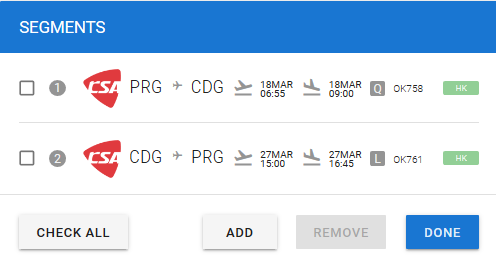 SEGMENTS
1 CSA PRG CDG 18MAR 06:55 18MAR 09:00 Q OK758 HK
2 CSA CDG PRG 27MAR 15:00 27MAR 16:45 L OK761 HK
CHECK ALL ADD REMOVE DONE